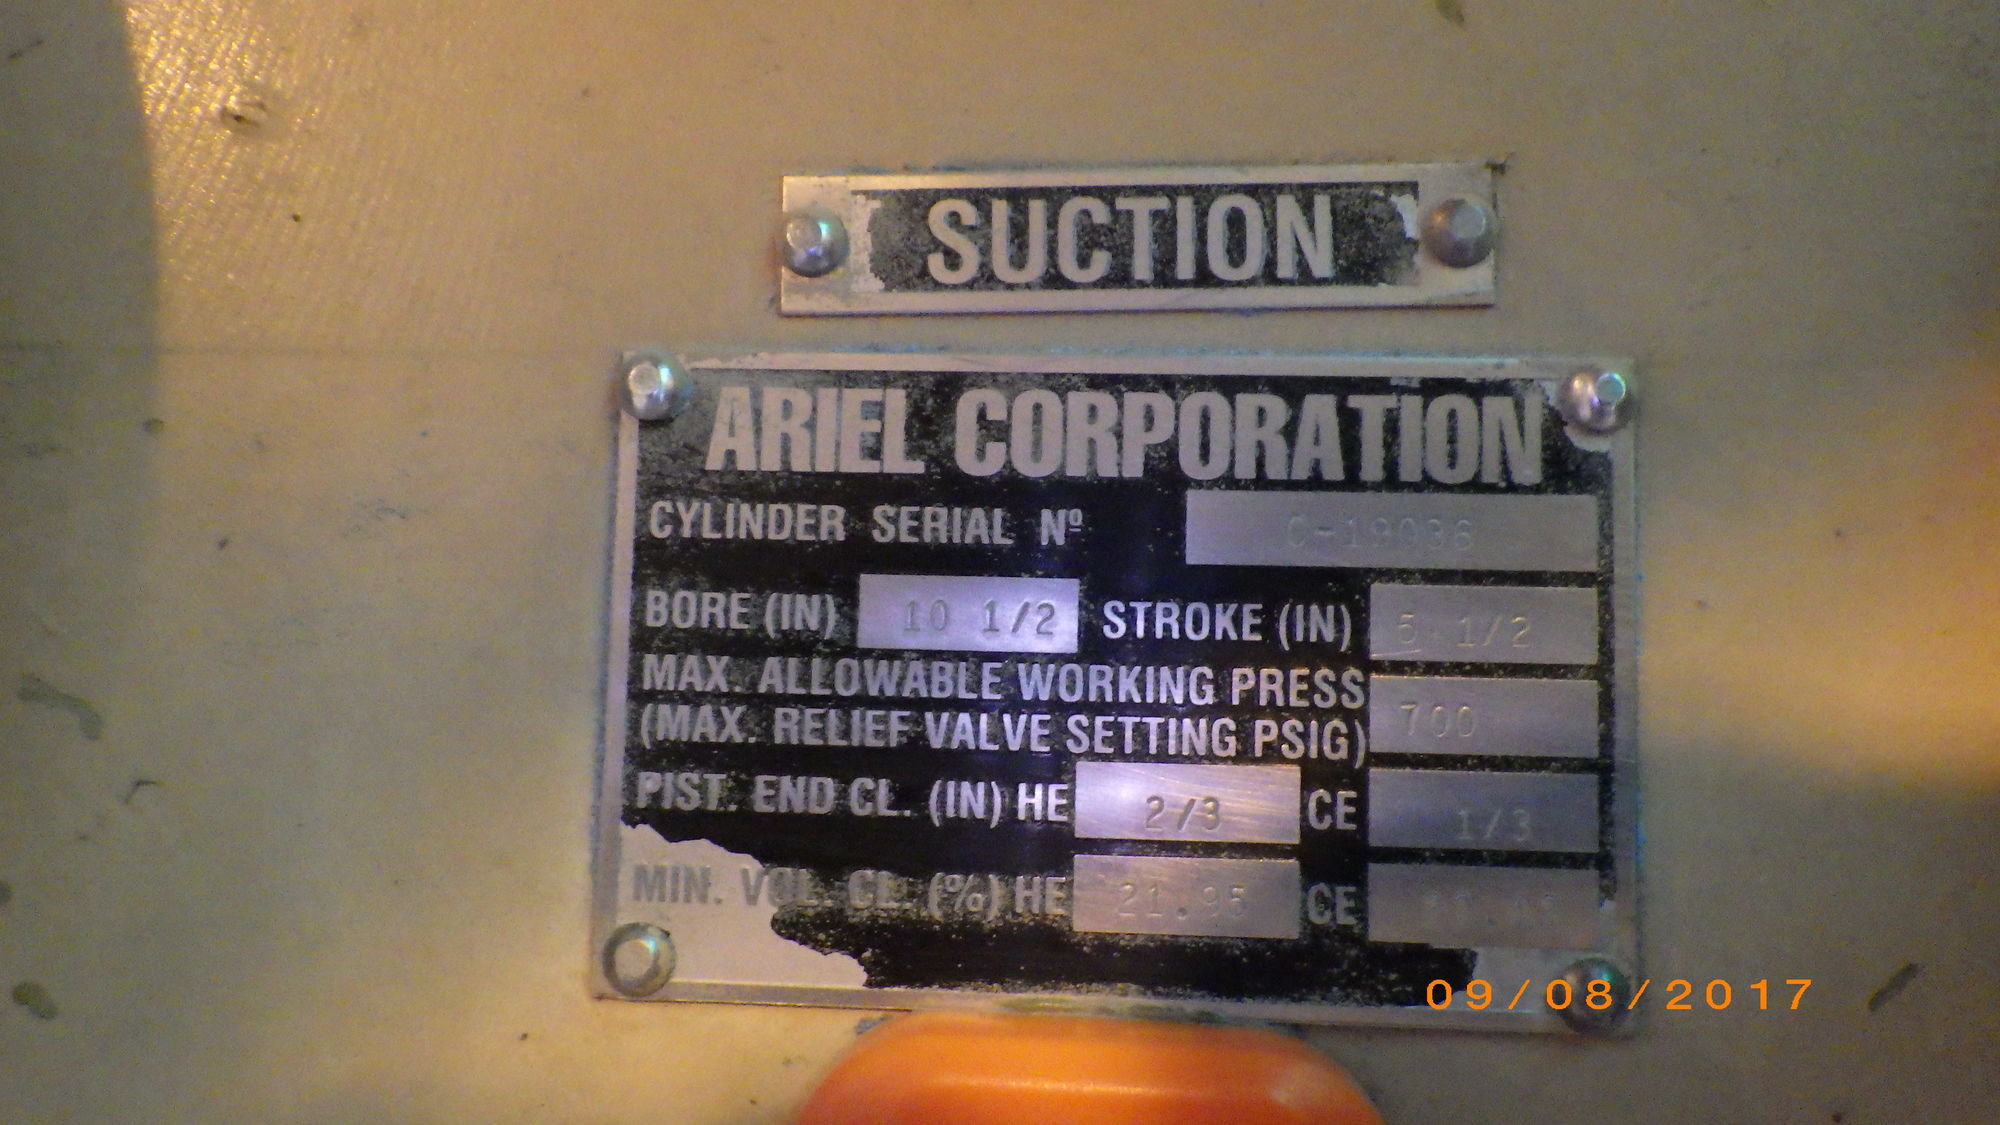 SUCTION
ARIEL CORPORATION
CYLINDER SERIAL Nº C-19036
BORE (IN) 10 1/2 STROKE (IN) 5 1/2
MAX. ALLOWABLE WORKING PRESS
(MAX. RELIEF VALVE SETTING PSIG) 700
PIST. END CL. (IN) HE 2/3 CE 1/3
MIN. VOL. CL. (%) HE 21.95 CE
09/08/2017